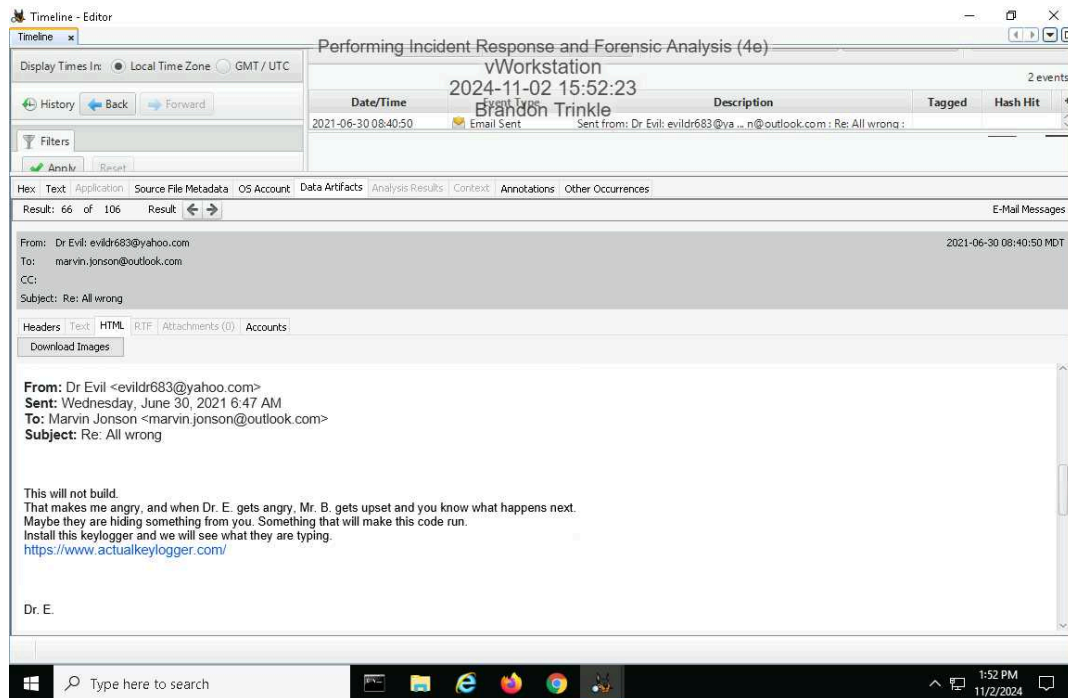 Timeline - Editor
Timeline x
Performing Incident Response and Forensic Analysis (4e)
vWorkstation
2024-11-02 15:52:23
Brandon Trinkle
Display Times In: Local Time Zone GMT / UTC
2 events
History Back Forward
Date/Time Event Type Description Tagged Hash Hit
2021-06-30 08:40:50 Email Sent Sent from: Dr Evil: evildr683@ya ... n@outlook.com : Re: All wrong :
Filters
Apply Reset
Hex Text Application Source File Metadata OS Account Data Artifacts Analysis Results Context Annotations Other Occurrences
Result: 66 of 106 Result E-Mail Messages
From: Dr Evil: evildr683@yahoo.com 2021-06-30 08:40:50 MDT
To: marvin.jonson@outlook.com
CC:
Subject: Re: All wrong
Headers Text HTML RTF Attachments (0) Accounts
Download Images
From: Dr Evil <evildr683@yahoo.com>
Sent: Wednesday, June 30, 2021 6:47 AM
To: Marvin Jonson <marvin.jonson@outlook.com>
Subject: Re: All wrong
This will not build.
That makes me angry, and when Dr. E. gets angry, Mr. B. gets upset and you know what happens next.
Maybe they are hiding something from you. Something that will make this code run.
Install this keylogger and we will see what they are typing.
https://www.actualkeylogger.com/
Dr. E.
Type here to search
1:52 PM
11/2/2024